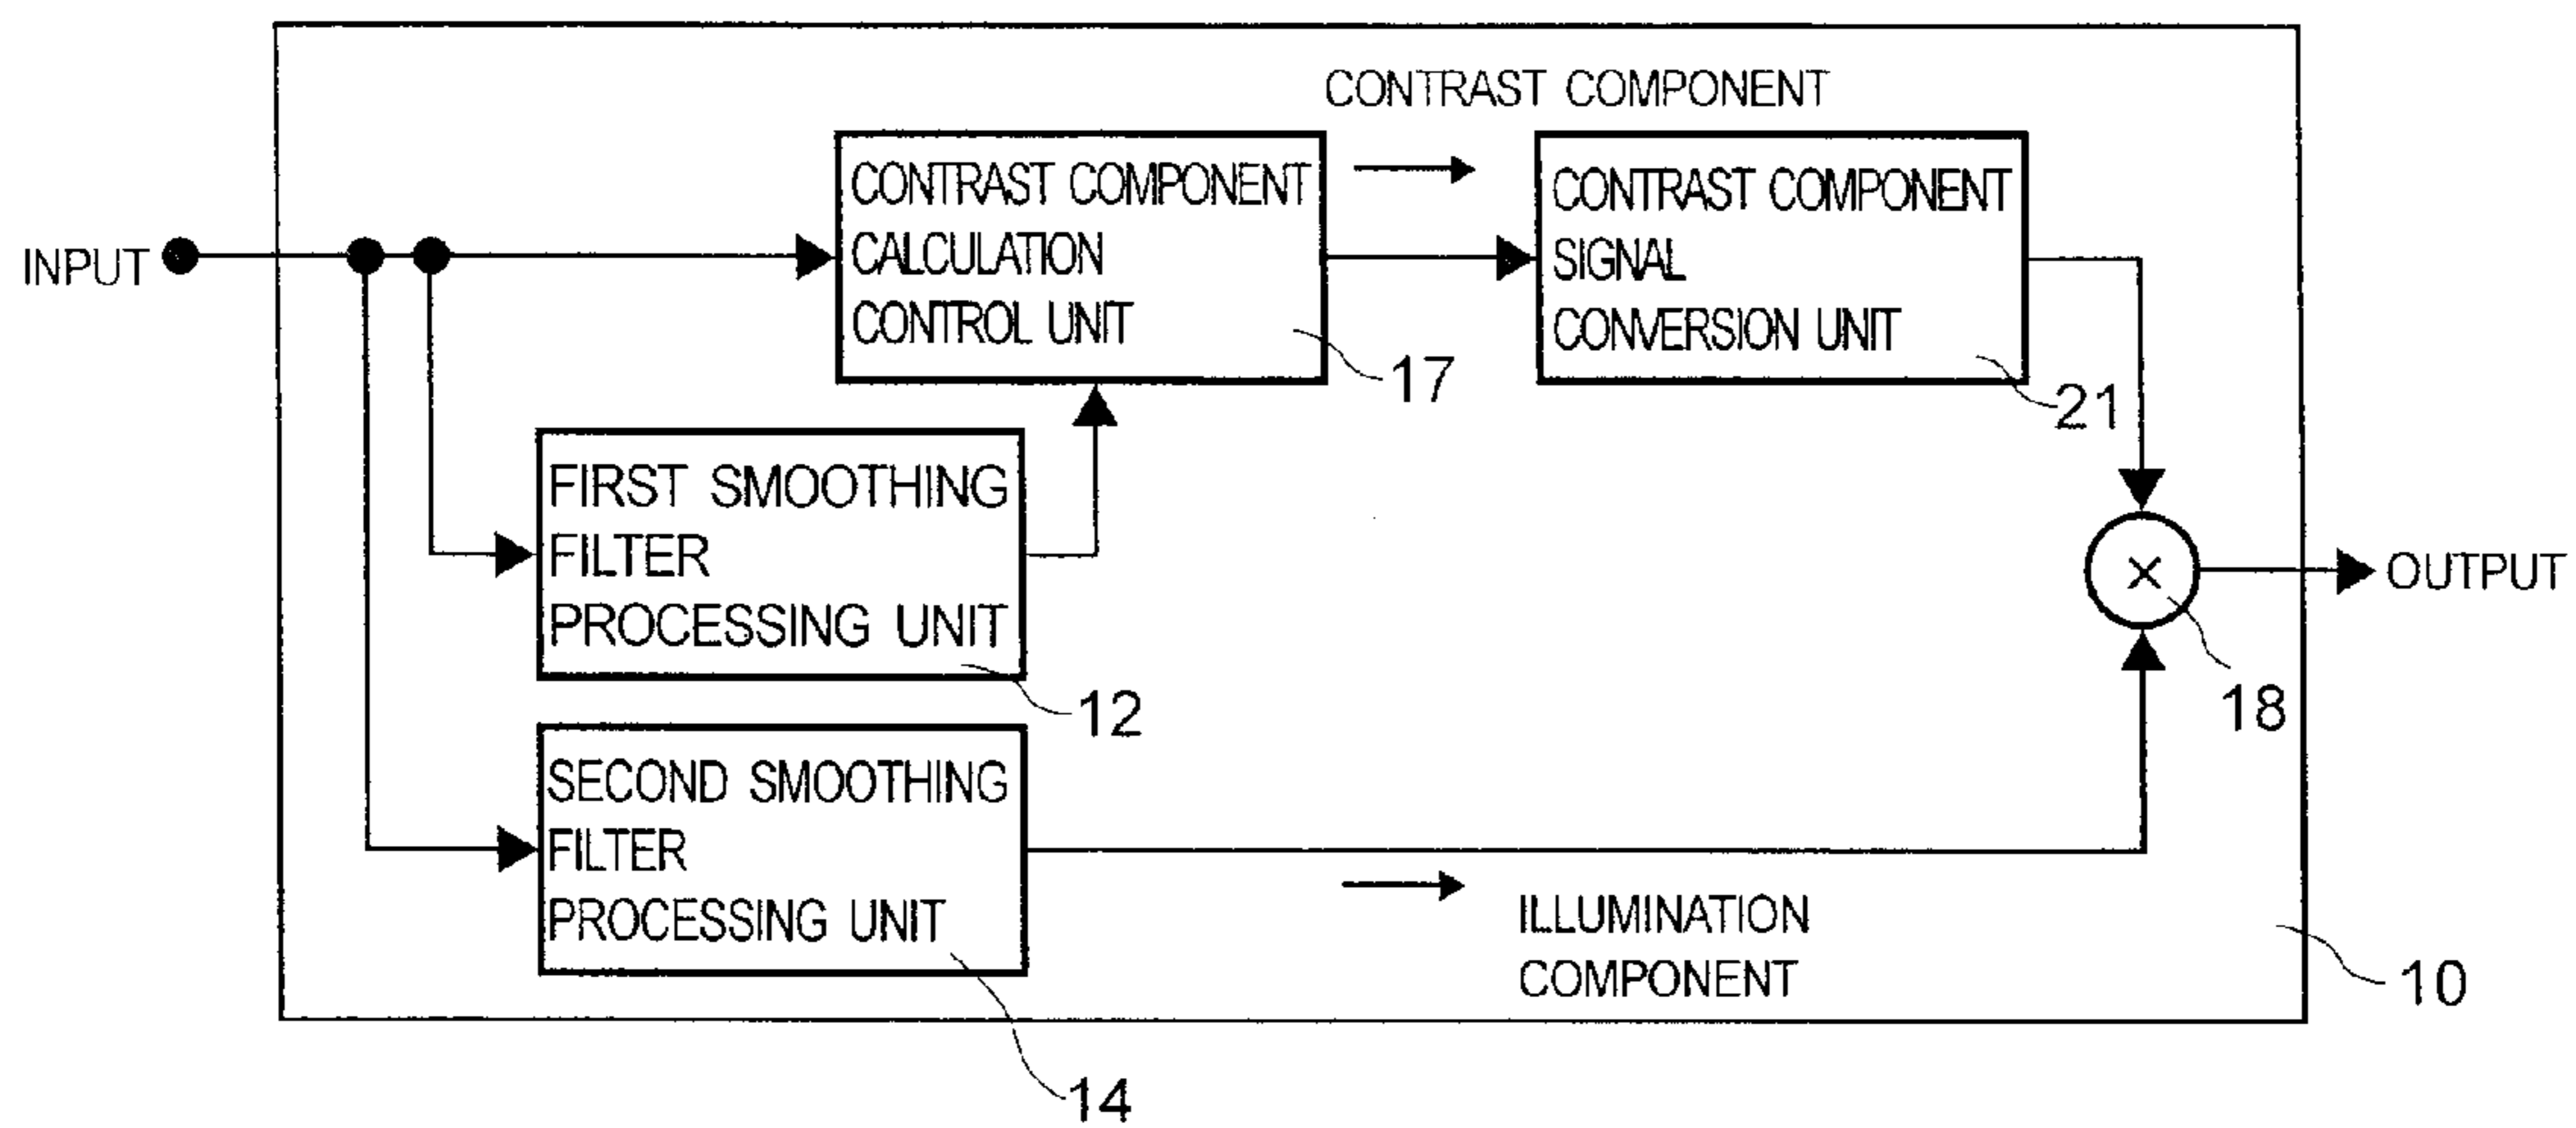 CONTRAST COMPONENT
INPUT
CONTRAST COMPONENT
CALCULATION
CONTROL UNIT
17
CONTRAST COMPONENT
SIGNAL
CONVERSION UNIT
21
FIRST SMOOTHING
FILTER
PROCESSING UNIT
12
×
18
OUTPUT
SECOND SMOOTHING
FILTER
PROCESSING UNIT
14
ILLUMINATION
COMPONENT
10